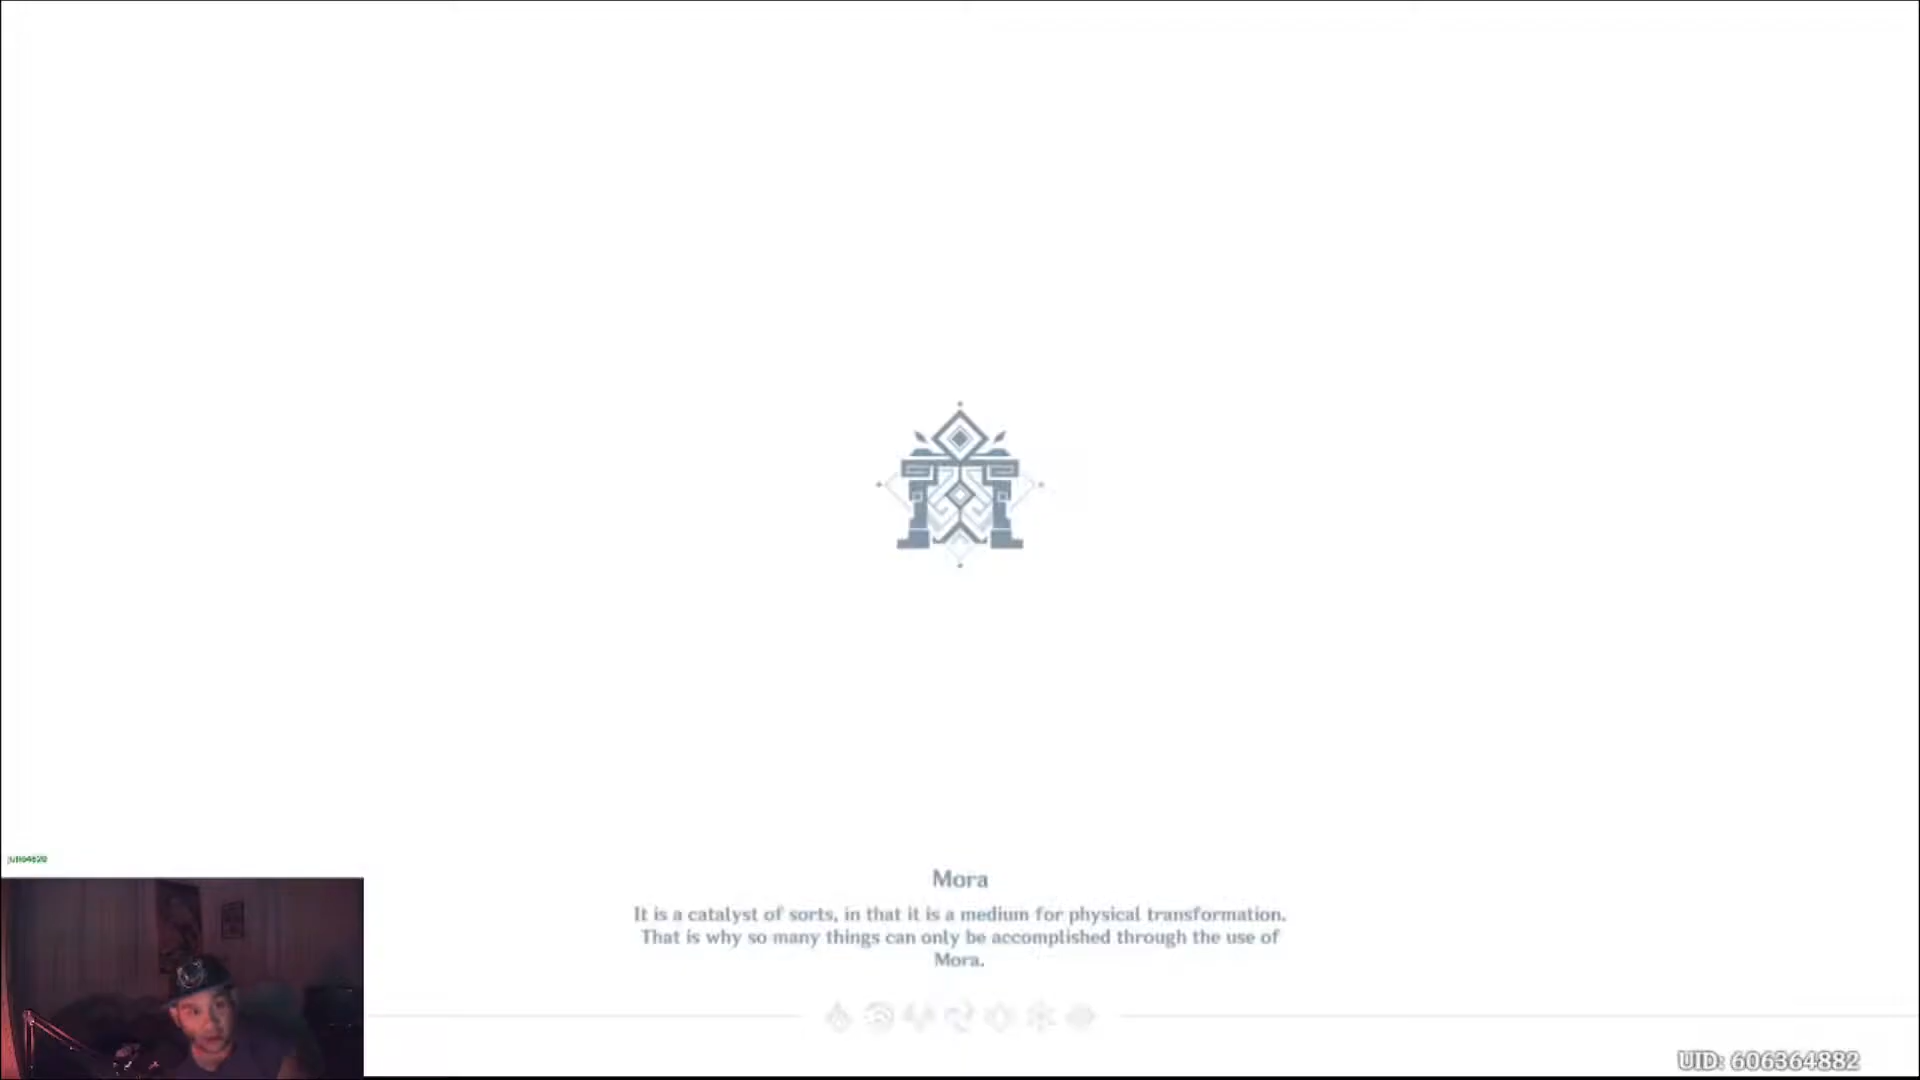 Mora
It is a catalyst of sorts, in that it is a medium for physical transformation.
That is why so many things can only be accomplished through the use of
Mora.
UID: 606364882